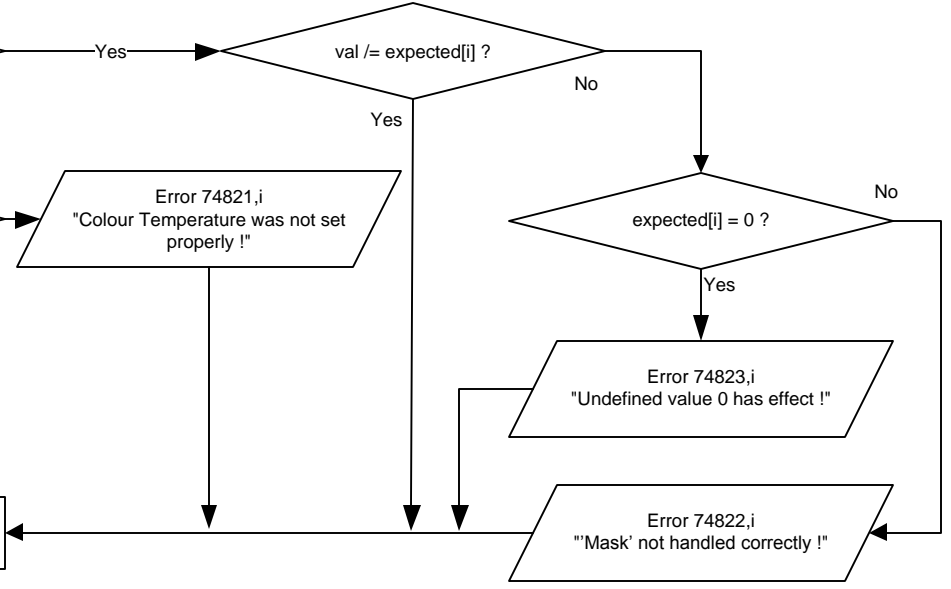 Yes
val /= expected[i] ?
No
Yes
Error 74821,i
"Colour Temperature was not set
properly !"
No
expected[i] = 0 ?
Yes
Error 74823,i
"Undefined value 0 has effect !"
Error 74822,i
"'Mask' not handled correctly !"